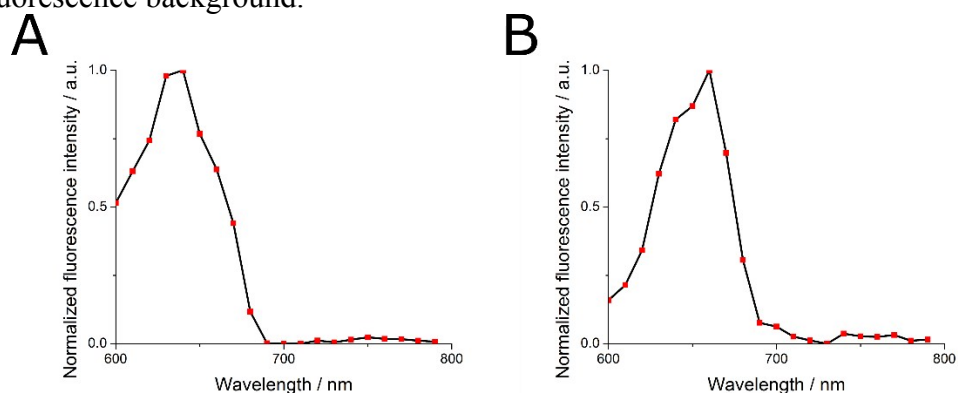 fluorescence background.
A
B
Normalized fluorescence intensity / a.u.
1.0
0.5
0.0
600
700
800
Wavelength / nm
Normalized fluorescence intensity / a.u.
1.0
0.5
0.0
600
700
800
Wavelength / nm